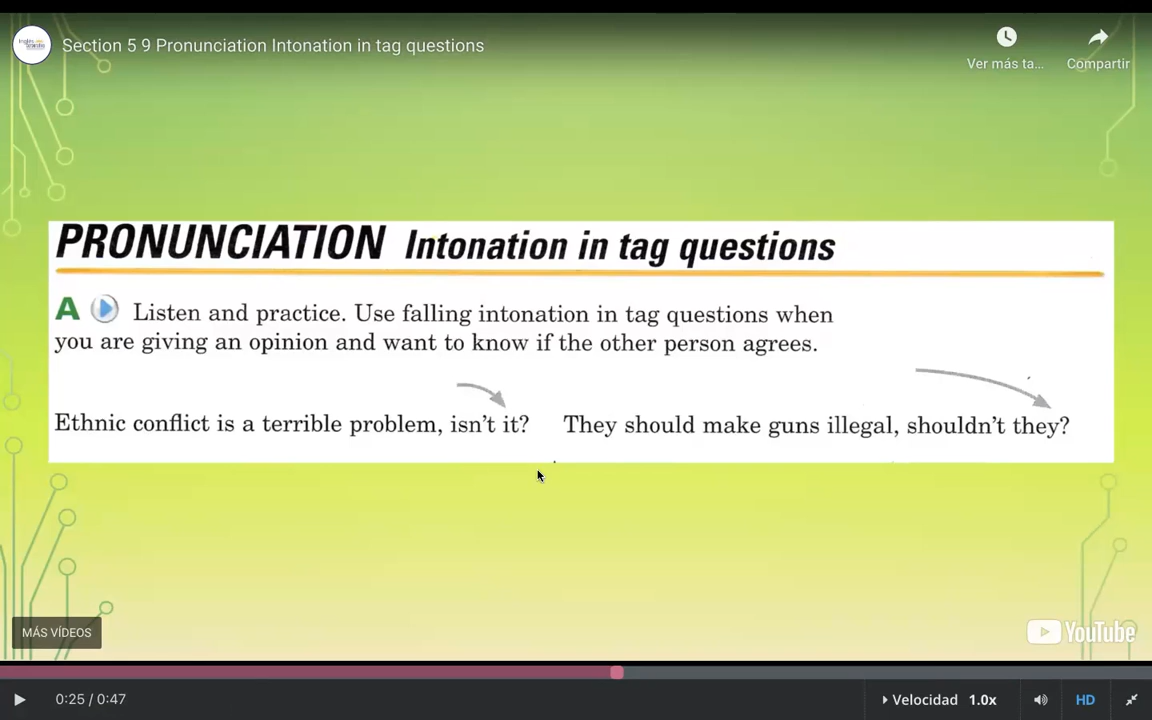 Section 5 9 Pronunciation Intonation in tag questions
Ver más ta...
Compartir
PRONUNCIATION Intonation in tag questions
A Listen and practice. Use falling intonation in tag questions when
you are giving an opinion and want to know if the other person agrees.
Ethnic conflict is a terrible problem, isn't it? They should make guns illegal, shouldn't they?
MÁS VÍDEOS
YouTube
0:25 / 0:47
Velocidad 1.0x
HD